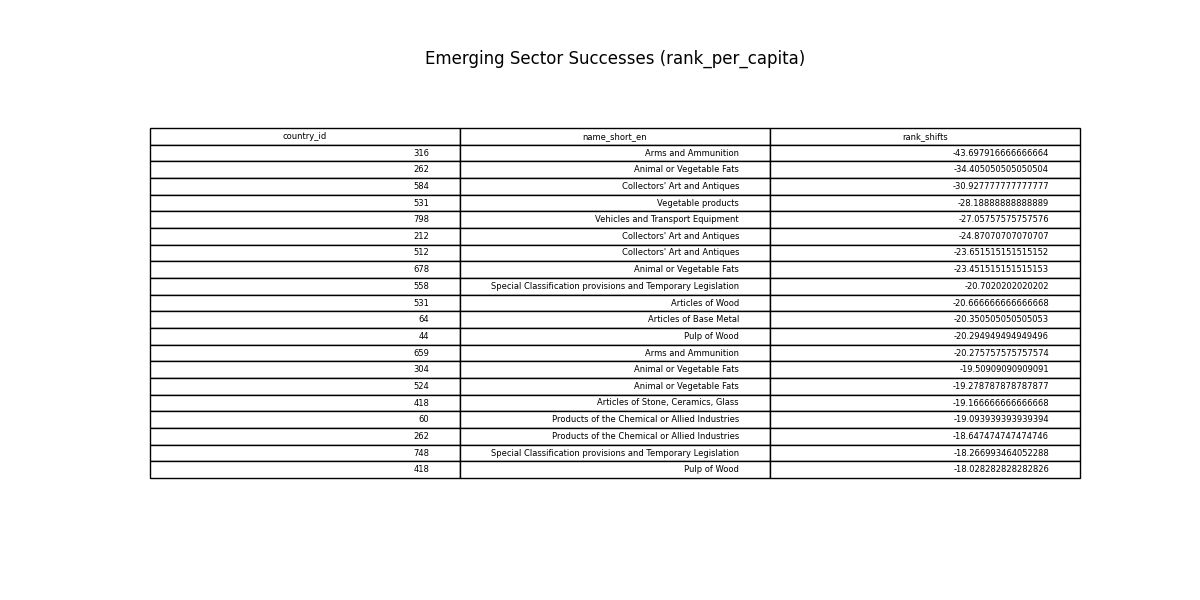 Emerging Sector Successes (rank_per_capita)
country_id name_short_en rank_shifts
316 Arms and Ammunition -43.697916666666664
262 Animal or Vegetable Fats -34.405050505050504
584 Collectors' Art and Antiques -30.927777777777777
531 Vegetable products -28.18888888888889
798 Vehicles and Transport Equipment -27.05757575757576
212 Collectors' Art and Antiques -24.87070707070707
512 Collectors' Art and Antiques -23.651515151515152
678 Animal or Vegetable Fats -23.451515151515153
558 Special Classification provisions and Temporary Legislation -20.7020202020202
531 Articles of Wood -20.666666666666668
64 Articles of Base Metal -20.350505050505053
44 Pulp of Wood -20.294949494949496
659 Arms and Ammunition -20.275757575757574
304 Animal or Vegetable Fats -19.50909090909091
524 Animal or Vegetable Fats -19.278787878787877
418 Articles of Stone, Ceramics, Glass -19.166666666666668
60 Products of the Chemical or Allied Industries -19.093939393939394
262 Products of the Chemical or Allied Industries -18.647474747474746
748 Special Classification provisions and Temporary Legislation -18.266993464052288
418 Pulp of Wood -18.028282828282826